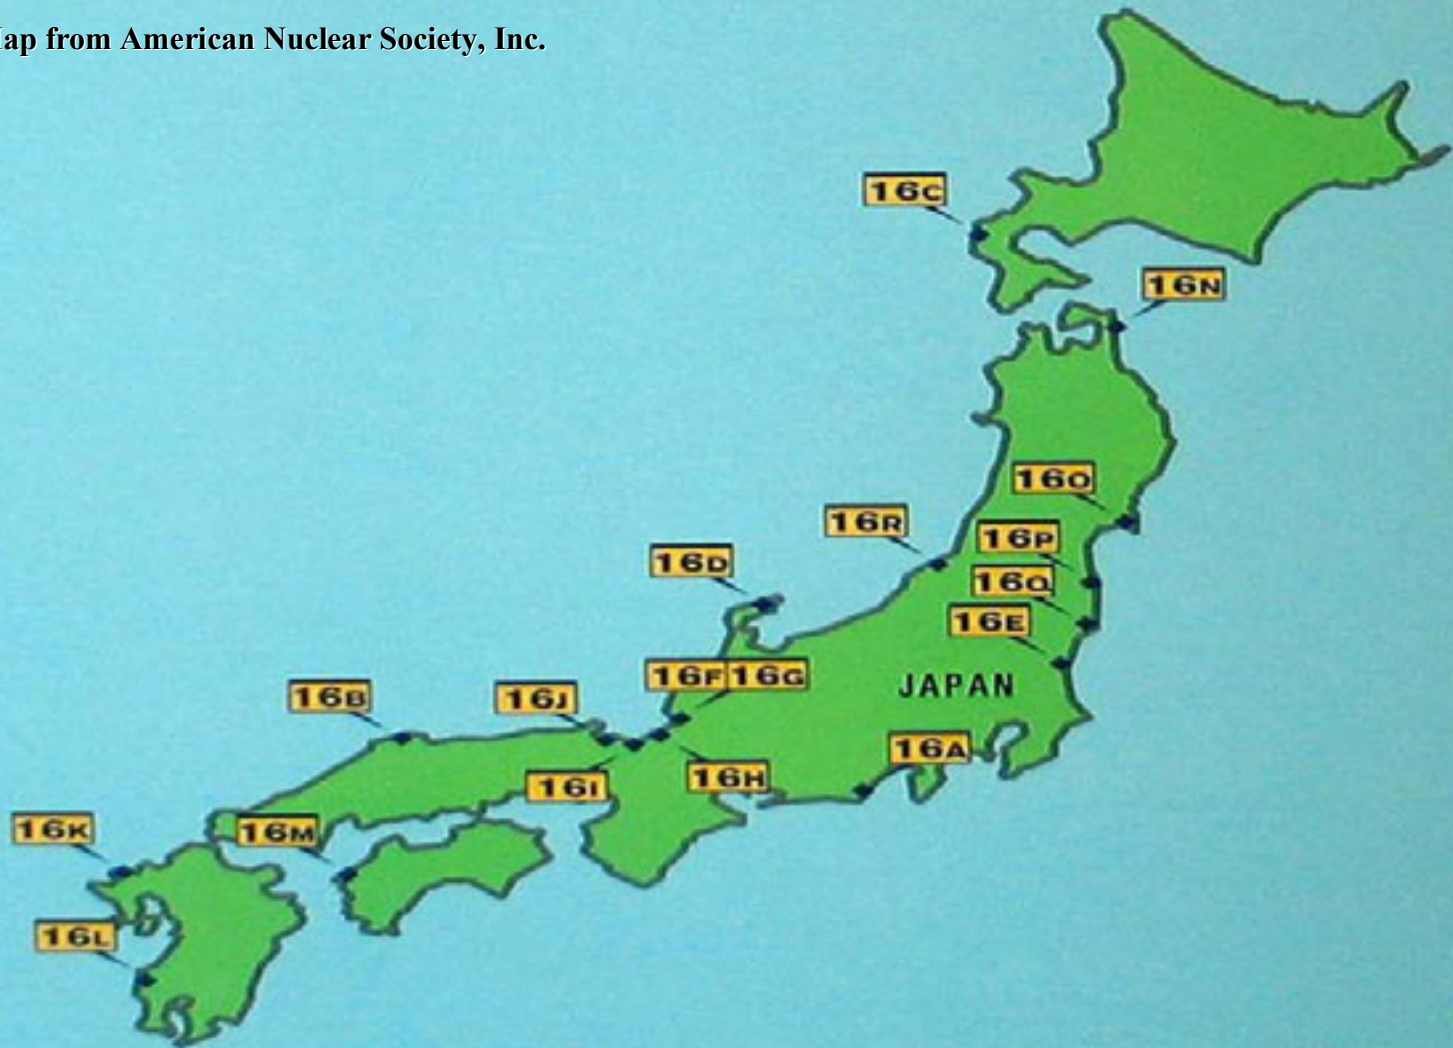 ap from American Nuclear Society, Inc.
16C
16N
16O
16R
16P
16D
16Q
16E
16F 16G
JAPAN
16B
16J
16A
16H
16I
16K
16M
16L